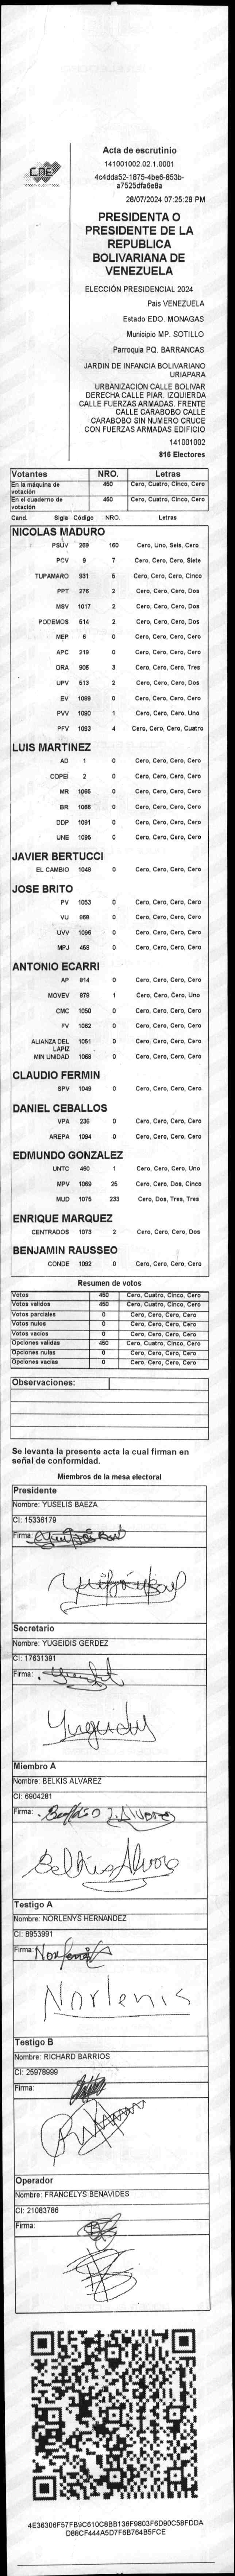 CNE
Acta de escrutinio
141001002.02.1.0001
4c4dda52-1875-4be6-853b-
a7525dfa6e8a
28/07/2024 07:25:28 PM
PRESIDENTA O
PRESIDENTE DE LA
REPUBLICA
BOLIVARIANA DE
VENEZUELA
ELECCIÓN PRESIDENCIAL 2024
País VENEZUELA
Estado EDO. MONAGAS
Municipio MP. SOTILLO
Parroquia PQ. BARRANCAS
JARDIN DE INFANCIA BOLIVARIANO
URIAPARA
URBANIZACION CALLE BOLIVAR
DERECHA CALLE PIAR. IZQUIERDA
CALLE FUERZAS ARMADAS. FRENTE
CALLE CARABOBO CALLE
CARABOBO SIN NUMERO CRUCE
CON FUERZAS ARMADAS EDIFICIO
141001002
816 Electores
Votantes NRO. Letras
En la máquina de votación 450 Cero, Cuatro, Cinco, Cero
En el cuaderno de votación 450 Cero, Cuatro, Cinco, Cero
Cand. Sigla Código NRO. Letras
NICOLAS MADURO
PSUV 269 160 Cero, Uno, Seis, Cero
PCV 9 7 Cero, Cero, Cero, Siete
TUPAMARO 931 5 Cero, Cero, Cero, Cinco
PPT 276 2 Cero, Cero, Cero, Dos
MSV 1017 2 Cero, Cero, Cero, Dos
PODEMOS 514 2 Cero, Cero, Cero, Dos
MEP 6 0 Cero, Cero, Cero, Cero
APC 219 0 Cero, Cero, Cero, Cero
ORA 906 3 Cero, Cero, Cero, Tres
UPV 613 2 Cero, Cero, Cero, Dos
EV 1089 0 Cero, Cero, Cero, Cero
PVV 1090 1 Cero, Cero, Cero, Uno
PFV 1093 4 Cero, Cero, Cero, Cuatro
LUIS MARTINEZ
AD 1 0 Cero, Cero, Cero, Cero
COPEI 2 0 Cero, Cero, Cero, Cero
MR 1065 0 Cero, Cero, Cero, Cero
BR 1066 0 Cero, Cero, Cero, Cero
DDP 1091 0 Cero, Cero, Cero, Cero
UNE 1095 0 Cero, Cero, Cero, Cero
JAVIER BERTUCCI
EL CAMBIO 1048 0 Cero, Cero, Cero, Cero
JOSE BRITO
PV 1053 0 Cero, Cero, Cero, Cero
VU 968 0 Cero, Cero, Cero, Cero
UVV 1096 0 Cero, Cero, Cero, Cero
MPJ 458 0 Cero, Cero, Cero, Cero
ANTONIO ECARRI
AP 914 0 Cero, Cero, Cero, Cero
MOVEV 878 1 Cero, Cero, Cero, Uno
CMC 1050 0 Cero, Cero, Cero, Cero
FV 1062 0 Cero, Cero, Cero, Cero
ALIANZA DEL LAPIZ 1051 0 Cero, Cero, Cero, Cero
MIN UNIDAD 1068 0 Cero, Cero, Cero, Cero
CLAUDIO FERMIN
SPV 1049 0 Cero, Cero, Cero, Cero
DANIEL CEBALLOS
VPA 236 0 Cero, Cero, Cero, Cero
AREPA 1094 0 Cero, Cero, Cero, Cero
EDMUNDO GONZALEZ
UNTC 460 1 Cero, Cero, Cero, Uno
MPV 1069 25 Cero, Cero, Dos, Cinco
MUD 1075 233 Cero, Dos, Tres, Tres
ENRIQUE MARQUEZ
CENTRADOS 1073 2 Cero, Cero, Cero, Dos
BENJAMIN RAUSSEO
CONDE 1092 0 Cero, Cero, Cero, Cero
Resumen de votos
Votos 450 Cero, Cuatro, Cinco, Cero
Votos validos 450 Cero, Cuatro, Cinco, Cero
Votos parciales 0 Cero, Cero, Cero, Cero
Votos nulos 0 Cero, Cero, Cero, Cero
Votos vacios 0 Cero, Cero, Cero, Cero
Opciones validas 450 Cero, Cuatro, Cinco, Cero
Opciones nulas 0 Cero, Cero, Cero, Cero
Opciones vacias 0 Cero, Cero, Cero, Cero
Observaciones:
Se levanta la presente acta la cual firman en
señal de conformidad.
Miembros de la mesa electoral
Presidente
Nombre: YUSELIS BAEZA
CI: 15336179
Firma:
Secretario
Nombre: YUGEIDIS GERDEZ
CI: 17631391
Firma:
Yugeidy
Miembro A
Nombre: BELKIS ALVAREZ
CI: 6904281
Firma:
Belkis Alvarez
Testigo A
Nombre: NORLENYS HERNANDEZ
CI: 8953991
Firma: Norlenis
Norlenis
Testigo B
Nombre: RICHARD BARRIOS
CI: 25978999
Firma:
Operador
Nombre: FRANCELYS BENAVIDES
CI: 21083786
Firma:
4E36306F57FB9C610C8BB136F9803F6D90C58FDDA
D88CF444A5D7F6B764B5FCE